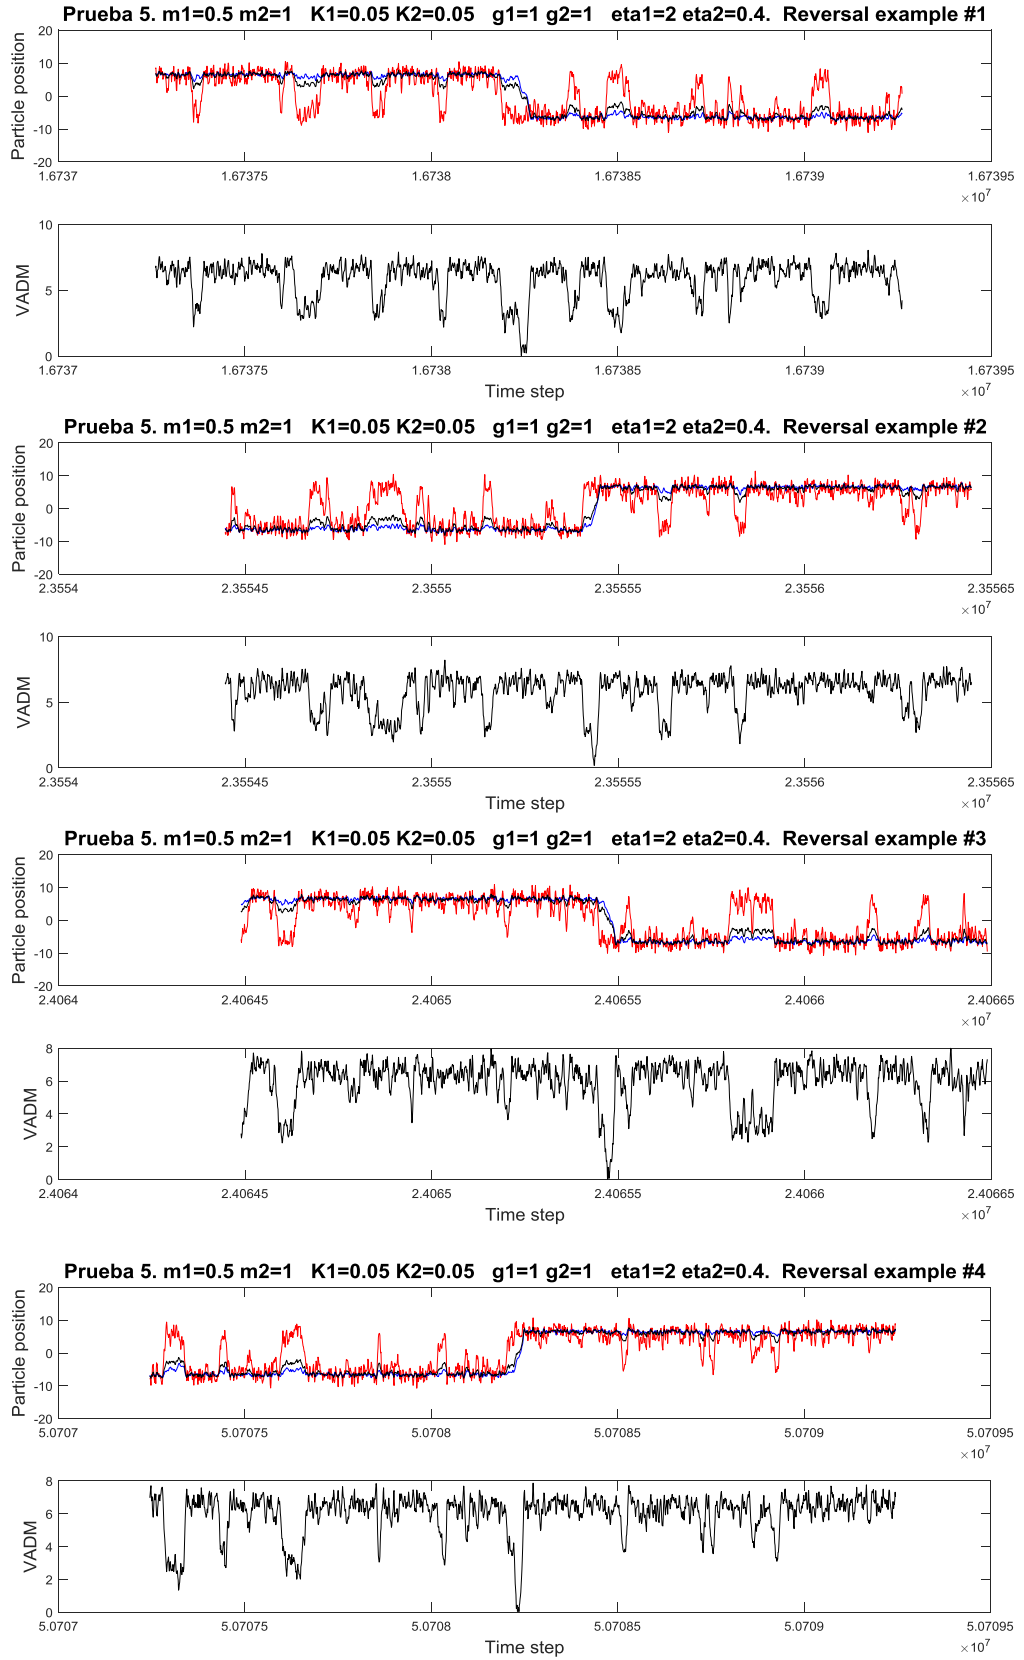 Prueba 5. m1=0.5 m2=1 K1=0.05 K2=0.05 g1=1 g2=1 eta1=2 eta2=0.4. Reversal example #1
Particle position
20
10
0
-10
-20
1.6737 1.67375 1.6738 1.67385 1.6739 1.67395
×10^7
VADM
10
5
0
1.6737 1.67375 1.6738 1.67385 1.6739 1.67395
×10^7
Time step
Prueba 5. m1=0.5 m2=1 K1=0.05 K2=0.05 g1=1 g2=1 eta1=2 eta2=0.4. Reversal example #2
Particle position
20
10
0
-10
-20
2.3554 2.35545 2.3555 2.35555 2.3556 2.35565
×10^7
VADM
10
5
0
2.3554 2.35545 2.3555 2.35555 2.3556 2.35565
×10^7
Time step
Prueba 5. m1=0.5 m2=1 K1=0.05 K2=0.05 g1=1 g2=1 eta1=2 eta2=0.4. Reversal example #3
Particle position
20
10
0
-10
-20
2.4064 2.40645 2.4065 2.40655 2.4066 2.40665
×10^7
VADM
8
6
4
2
0
2.4064 2.40645 2.4065 2.40655 2.4066 2.40665
×10^7
Time step
Prueba 5. m1=0.5 m2=1 K1=0.05 K2=0.05 g1=1 g2=1 eta1=2 eta2=0.4. Reversal example #4
Particle position
20
10
0
-10
-20
5.0707 5.07075 5.0708 5.07085 5.0709 5.07095
×10^7
VADM
8
6
4
2
0
5.0707 5.07075 5.0708 5.07085 5.0709 5.07095
×10^7
Time step